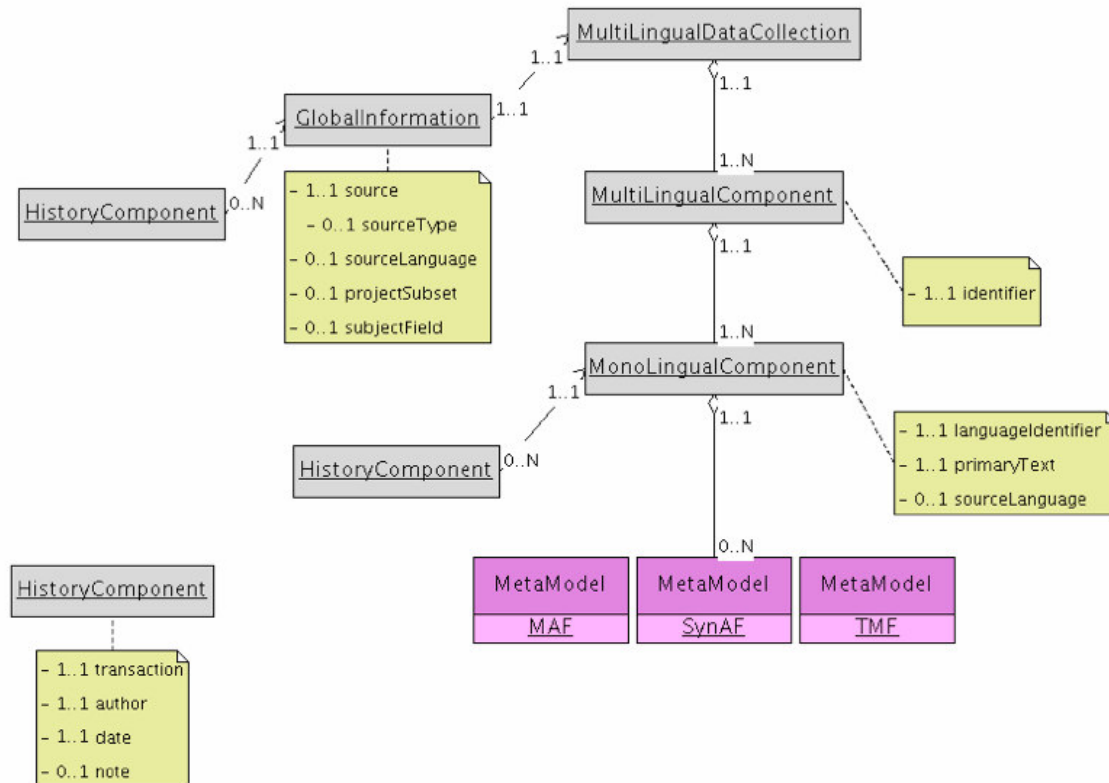 MultiLingualDataCollection
1..1
1..1
1..1
GlobalInformation
1..1
0..N
HistoryComponent
- 1..1 source
- 0..1 sourceType
- 0..1 sourceLanguage
- 0..1 projectSubset
- 0..1 subjectField
1..N
MultiLingualComponent
1..1
- 1..1 identifier
1..N
MonoLingualComponent
1..1
1..1
0..N
HistoryComponent
- 1..1 languageIdentifier
- 1..1 primaryText
- 0..1 sourceLanguage
0..N
MetaModel
MAF
MetaModel
SynAF
MetaModel
TMF
HistoryComponent
- 1..1 transaction
- 1..1 author
- 1..1 date
- 0..1 note